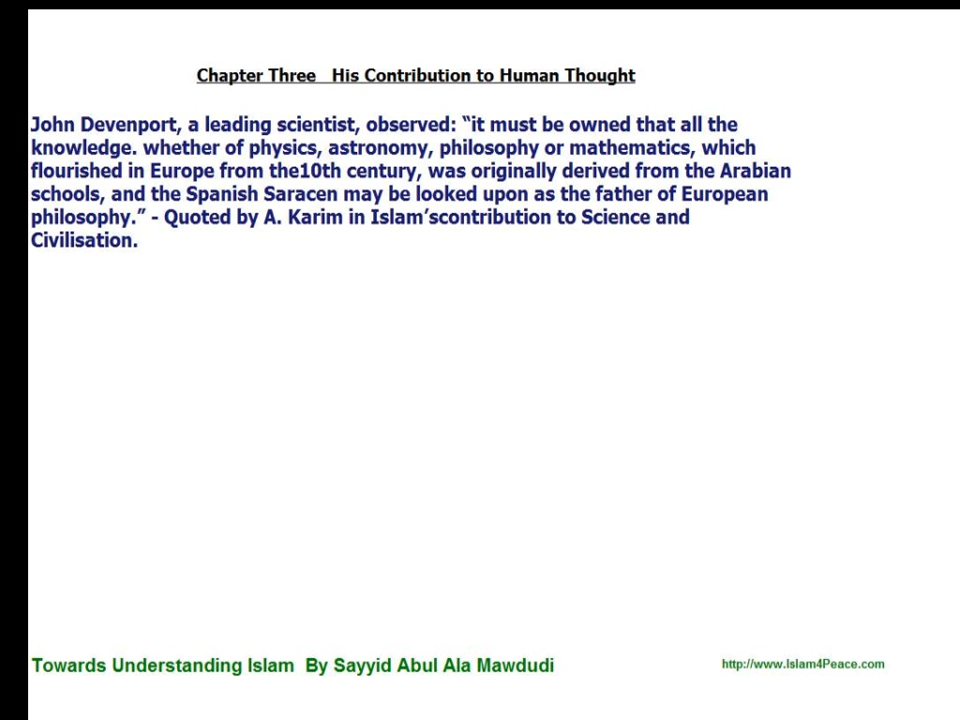 Chapter Three   His Contribution to Human Thought
John Devenport, a leading scientist, observed: “it must be owned that all the
knowledge. whether of physics, astronomy, philosophy or mathematics, which
flourished in Europe from the10th century, was originally derived from the Arabian
schools, and the Spanish Saracen may be looked upon as the father of European
philosophy.” - Quoted by A. Karim in Islam’scontribution to Science and
Civilisation.
Towards Understanding Islam  By Sayyid Abul Ala Mawdudi
http://www.Islam4Peace.com